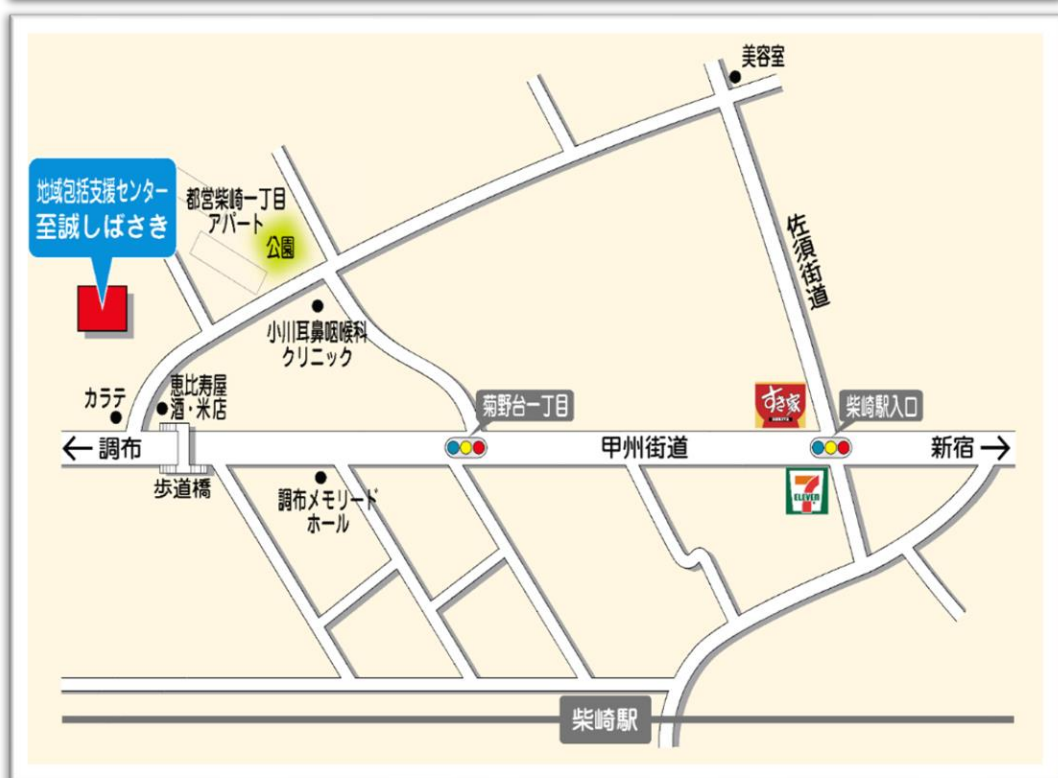 美容室
地域包括支援センター
至誠しばさき
都営柴崎一丁目
アパート
公園
佐須街道
小川耳鼻咽喉科
クリニック
カラテ
恵比寿屋
酒・米店
菊野台一丁目
すき家
SUKIYA
柴崎駅入口
←調布
甲州街道
新宿→
歩道橋
調布メモリード
ホール
7
ELEVEn
柴崎駅